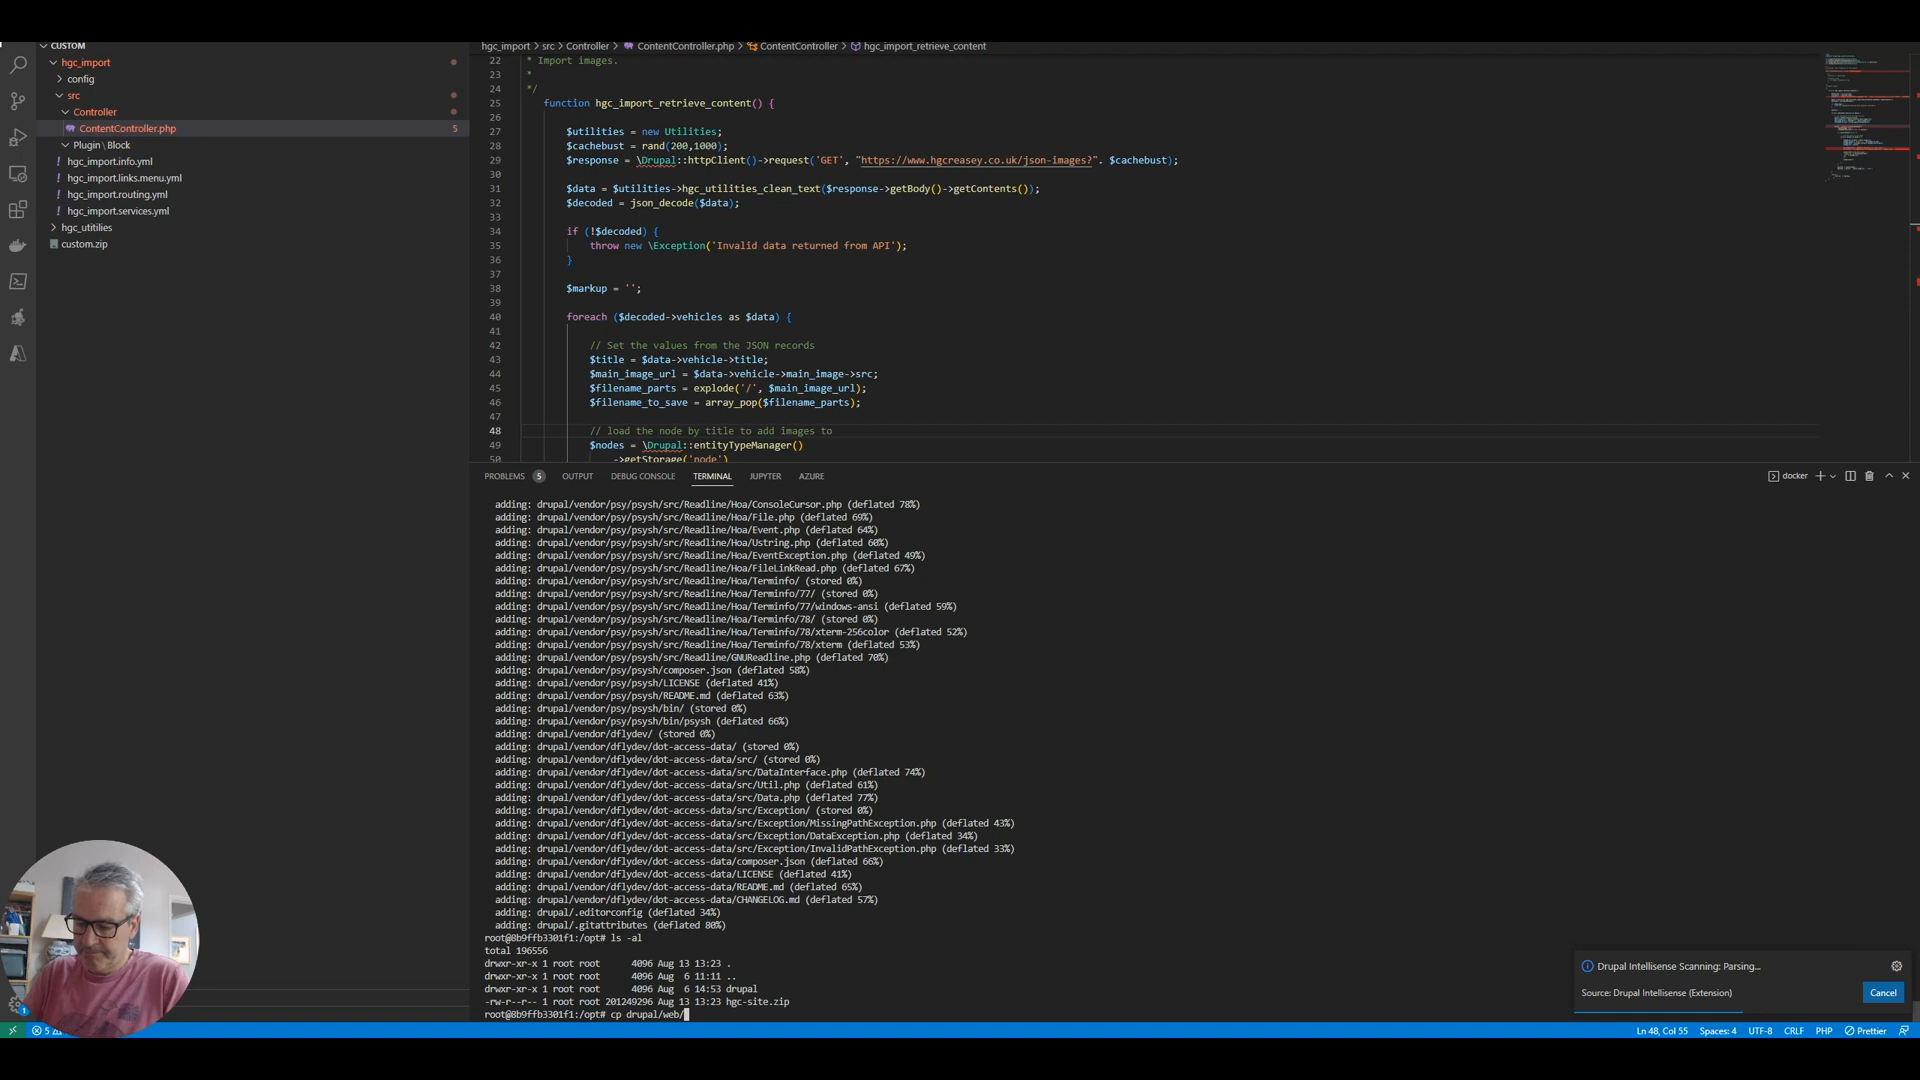 CUSTOM
hgc_import
config
src
Controller
ContentController.php 5
Plugin\Block
hgc_import.info.yml
hgc_import.links.menu.yml
hgc_import.routing.yml
hgc_import.services.yml
hgc_utitilies
custom.zip
hgc_import > src > Controller > ContentController.php > ContentController > hgc_import_retrieve_content
22 * Import images.
23 *
24 */
25 function hgc_import_retrieve_content() {
26
27 $utilities = new Utilities;
28 $cachebust = rand(200,1000);
29 $response = \Drupal::httpClient()->request('GET', "https://www.hgcreasey.co.uk/json-images?". $cachebust);
30
31 $data = $utilities->hgc_utilities_clean_text($response->getBody()->getContents());
32 $decoded = json_decode($data);
33
34 if (!$decoded) {
35 throw new \Exception('Invalid data returned from API');
36 }
37
38 $markup = '';
39
40 foreach ($decoded->vehicles as $data) {
41
42 // Set the values from the JSON records
43 $title = $data->vehicle->title;
44 $main_image_url = $data->vehicle->main_image->src;
45 $filename_parts = explode('/', $main_image_url);
46 $filename_to_save = array_pop($filename_parts);
47
48 // load the node by title to add images to
49 $nodes = \Drupal::entityTypeManager()
50 ->getStorage('node')
PROBLEMS 5 OUTPUT DEBUG CONSOLE TERMINAL JUPYTER AZURE
docker
adding: drupal/vendor/psy/psysh/src/Readline/Hoa/ConsoleCursor.php (deflated 78%)
adding: drupal/vendor/psy/psysh/src/Readline/Hoa/File.php (deflated 69%)
adding: drupal/vendor/psy/psysh/src/Readline/Hoa/Event.php (deflated 64%)
adding: drupal/vendor/psy/psysh/src/Readline/Hoa/Ustring.php (deflated 60%)
adding: drupal/vendor/psy/psysh/src/Readline/Hoa/EventException.php (deflated 49%)
adding: drupal/vendor/psy/psysh/src/Readline/Hoa/FileLinkRead.php (deflated 67%)
adding: drupal/vendor/psy/psysh/src/Readline/Hoa/Terminfo/ (stored 0%)
adding: drupal/vendor/psy/psysh/src/Readline/Hoa/Terminfo/77/ (stored 0%)
adding: drupal/vendor/psy/psysh/src/Readline/Hoa/Terminfo/77/windows-ansi (deflated 59%)
adding: drupal/vendor/psy/psysh/src/Readline/Hoa/Terminfo/78/ (stored 0%)
adding: drupal/vendor/psy/psysh/src/Readline/Hoa/Terminfo/78/xterm-256color (deflated 52%)
adding: drupal/vendor/psy/psysh/src/Readline/Hoa/Terminfo/78/xterm (deflated 53%)
adding: drupal/vendor/psy/psysh/src/Readline/GNUReadline.php (deflated 70%)
adding: drupal/vendor/psy/psysh/composer.json (deflated 58%)
adding: drupal/vendor/psy/psysh/LICENSE (deflated 41%)
adding: drupal/vendor/psy/psysh/README.md (deflated 63%)
adding: drupal/vendor/psy/psysh/bin/ (stored 0%)
adding: drupal/vendor/psy/psysh/bin/psysh (deflated 66%)
adding: drupal/vendor/dflydev/ (stored 0%)
adding: drupal/vendor/dflydev/dot-access-data/ (stored 0%)
adding: drupal/vendor/dflydev/dot-access-data/src/ (stored 0%)
adding: drupal/vendor/dflydev/dot-access-data/src/DataInterface.php (deflated 74%)
adding: drupal/vendor/dflydev/dot-access-data/src/Util.php (deflated 61%)
adding: drupal/vendor/dflydev/dot-access-data/src/Data.php (deflated 77%)
adding: drupal/vendor/dflydev/dot-access-data/src/Exception/ (stored 0%)
adding: drupal/vendor/dflydev/dot-access-data/src/Exception/MissingPathException.php (deflated 43%)
adding: drupal/vendor/dflydev/dot-access-data/src/Exception/DataException.php (deflated 34%)
adding: drupal/vendor/dflydev/dot-access-data/src/Exception/InvalidPathException.php (deflated 33%)
adding: drupal/vendor/dflydev/dot-access-data/composer.json (deflated 66%)
adding: drupal/vendor/dflydev/dot-access-data/LICENSE (deflated 41%)
adding: drupal/vendor/dflydev/dot-access-data/README.md (deflated 65%)
adding: drupal/vendor/dflydev/dot-access-data/CHANGELOG.md (deflated 57%)
adding: drupal/.editorconfig (deflated 34%)
adding: drupal/.gitattributes (deflated 80%)
root@8b9ffb3301f1:/opt# ls -al
total 196556
drwxr-xr-x 1 root root 4096 Aug 13 13:23 .
drwxr-xr-x 1 root root 4096 Aug 6 11:11 ..
drwxr-xr-x 1 root root 4096 Aug 6 14:53 drupal
-rw-r--r-- 1 root root 201249296 Aug 13 13:23 hgc-site.zip
root@8b9ffb3301f1:/opt# cp drupal/web/
Drupal Intellisense Scanning: Parsing...
Source: Drupal Intellisense (Extension)
Cancel
1
5
Ln 48, Col 55 Spaces: 4 UTF-8 CRLF PHP Prettier